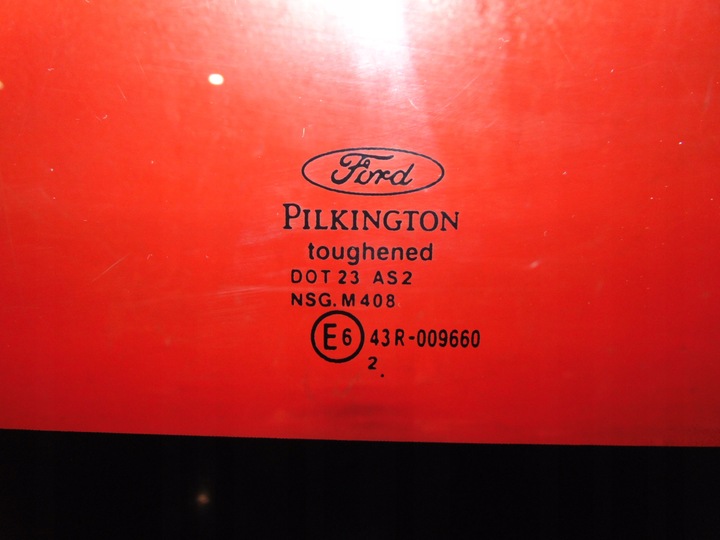 Ford
PILKINGTON
toughened
DOT 23 AS2
NSG. M408
E6 43R-009660
2 .